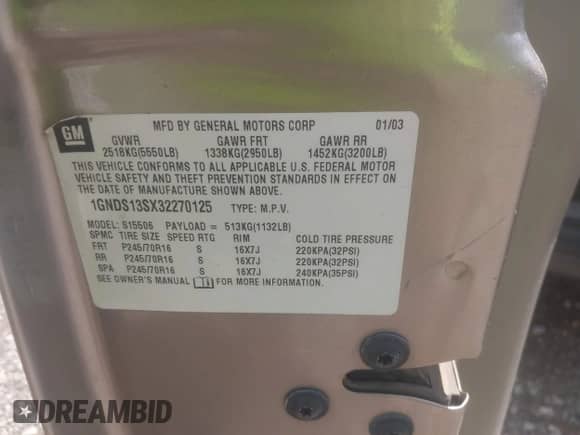 GM
MFD BY GENERAL MOTORS CORP 01/03
GVWR GAWR FRT GAWR RR
2518KG(5550LB) 1338KG(2950LB) 1452KG(3200LB)
THIS VEHICLE CONFORMS TO ALL APPLICABLE U.S. FEDERAL MOTOR
VEHICLE SAFETY AND THEFT PREVENTION STANDARDS IN EFFECT ON
THE DATE OF MANUFACTURE SHOWN ABOVE.
1GNDS13SX32270125 TYPE: M.P.V.
MODEL: S15506 PAYLOAD = 513KG(1132LB)
SPMC TIRE SIZE SPEED RTG RIM COLD TIRE PRESSURE
FRT P245/70R16 S 16X7J 220KPA(32PSI)
RR P245/70R16 S 16X7J 220KPA(32PSI)
SPA P245/70R16 S 16X7J 240KPA(35PSI)
SEE OWNER'S MANUAL FOR MORE INFORMATION.
DREAMBID